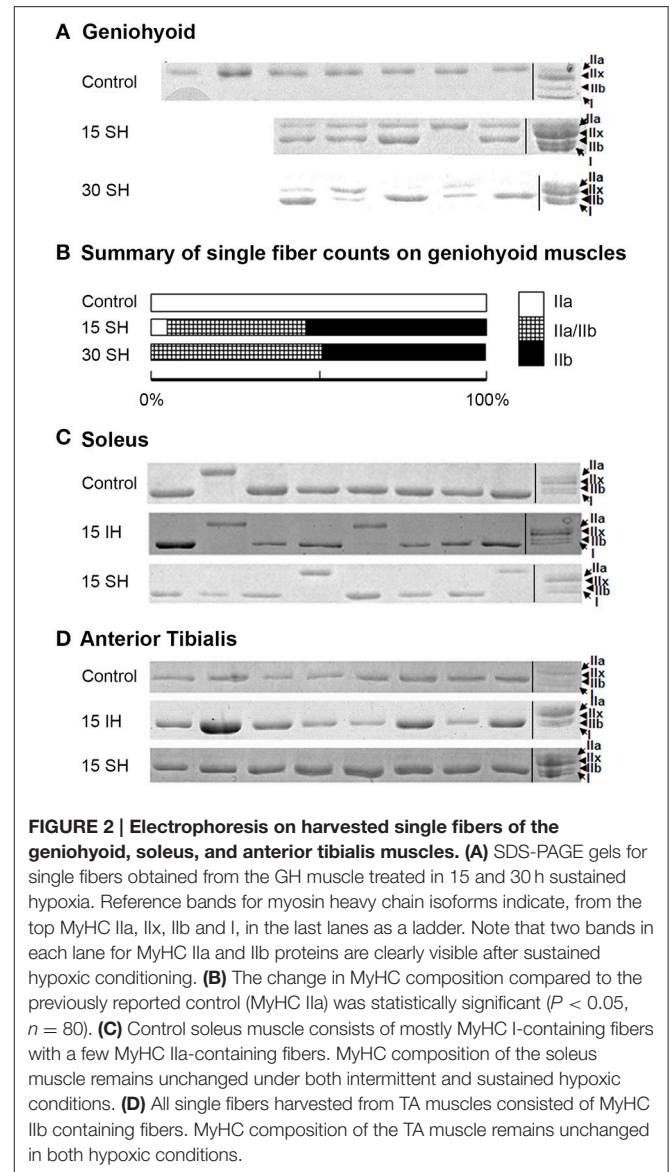 A Geniohyoid
Control
IIa
IIx
IIb
I
15 SH
IIa
IIx
IIb
I
30 SH
IIa
IIx
IIb
I
B Summary of single fiber counts on geniohyoid muscles
Control
15 SH
30 SH
IIa
IIa/IIb
IIb
0%
100%
C Soleus
Control
IIa
IIx
IIb
I
15 IH
IIa
IIx
IIb
I
15 SH
IIa
IIx
IIb
I
D Anterior Tibialis
Control
IIa
IIx
IIb
I
15 IH
IIa
IIx
IIb
I
15 SH
IIa
IIx
IIb
I
FIGURE 2 | Electrophoresis on harvested single fibers of the
geniohyoid, soleus, and anterior tibialis muscles. (A) SDS-PAGE gels for
single fibers obtained from the GH muscle treated in 15 and 30 h sustained
hypoxia. Reference bands for myosin heavy chain isoforms indicate, from the
top MyHC IIa, IIx, IIb and I, in the last lanes as a ladder. Note that two bands in
each lane for MyHC IIa and IIb proteins are clearly visible after sustained
hypoxic conditioning. (B) The change in MyHC composition compared to the
previously reported control (MyHC IIa) was statistically significant (P < 0.05,
n = 80). (C) Control soleus muscle consists of mostly MyHC I-containing fibers
with a few MyHC IIa-containing fibers. MyHC composition of the soleus
muscle remains unchanged under both intermittent and sustained hypoxic
conditions. (D) All single fibers harvested from TA muscles consisted of MyHC
IIb containing fibers. MyHC composition of the TA muscle remains unchanged
in both hypoxic conditions.